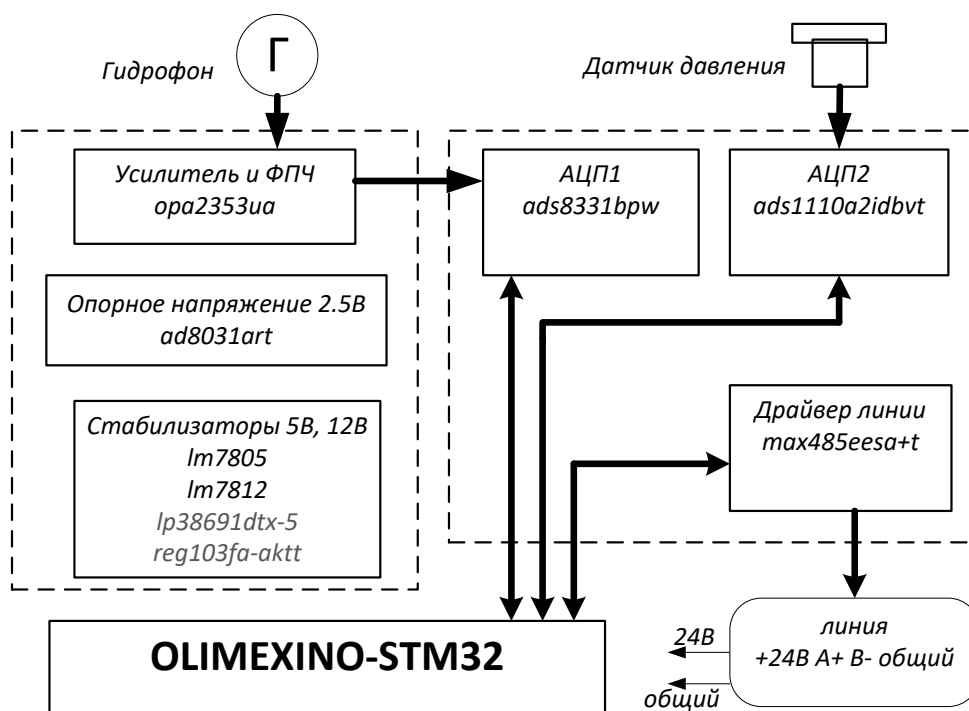 Г
Гидрофон
Датчик давления
Усилитель и ФПЧ
opa2353ua
АЦП1
ads8331bpw
АЦП2
ads1110a2idbvt
Опорное напряжение 2.5В
ad8031art
Стабилизаторы 5В, 12В
lm7805
lm7812
lp38691dtx-5
reg103fa-aktt
Драйвер линии
max485eesa+t
OLIMEXINO-STM32
24В
общий
линия
+24В А+ В- общий